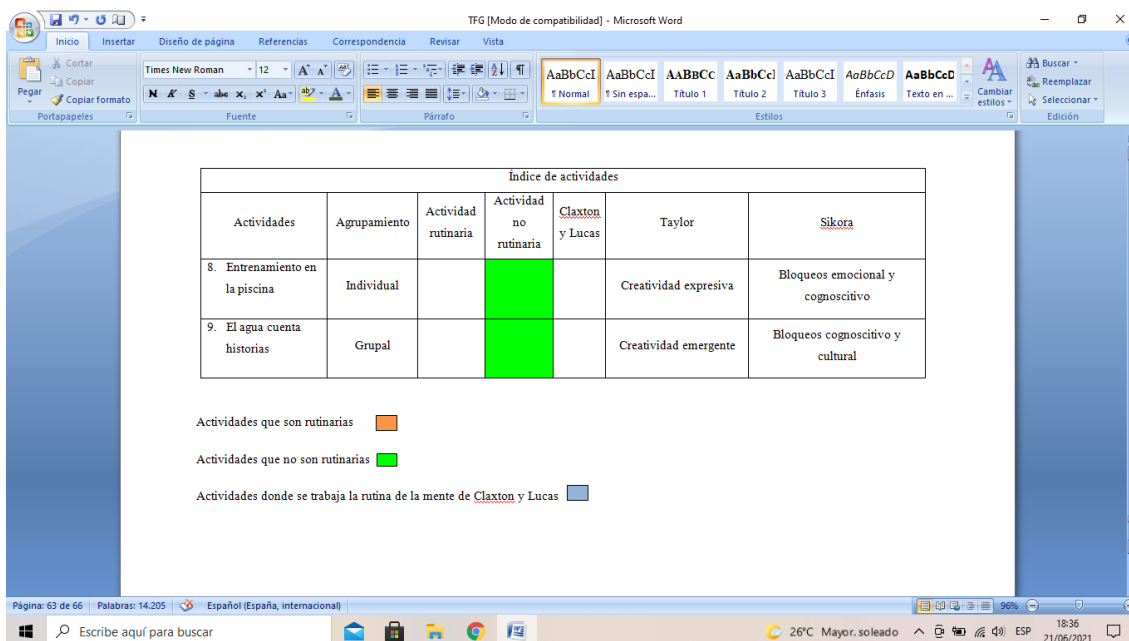 TFG [Modo de compatibilidad] - Microsoft Word
Inicio Insertar Diseño de página Referencias Correspondencia Revisar Vista
Cortar
Copiar
Copiar formato
Pegar
Portapapeles
Times New Roman 12
N K S abc x, x² Aa ab A
Fuente
Párrafo
AaBbCcI AaBbCcI AABBCC AaBbCcl AaBbCcI AaBbCcD AaBbCcD
¶ Normal ¶ Sin espa... Título 1 Título 2 Título 3 Énfasis Texto en ...
Cambiar
estilos
Estilos
Buscar
Reemplazar
Seleccionar
Edición
Índice de actividades
Actividades
Agrupamiento
Actividad
rutinaria
Actividad
no
rutinaria
Claxton
y Lucas
Taylor
Sikora
8. Entrenamiento en
la piscina
Individual
Creatividad expresiva
Bloqueos emocional y
cognoscitivo
9. El agua cuenta
historias
Grupal
Creatividad emergente
Bloqueos cognoscitivo y
cultural
Actividades que son rutinarias
Actividades que no son rutinarias
Actividades donde se trabaja la rutina de la mente de Claxton y Lucas
Página: 63 de 66 Palabras: 14.205 Español (España, internacional) 96%
Escribe aquí para buscar
26°C Mayor. soleado ESP
18:36
21/06/2021